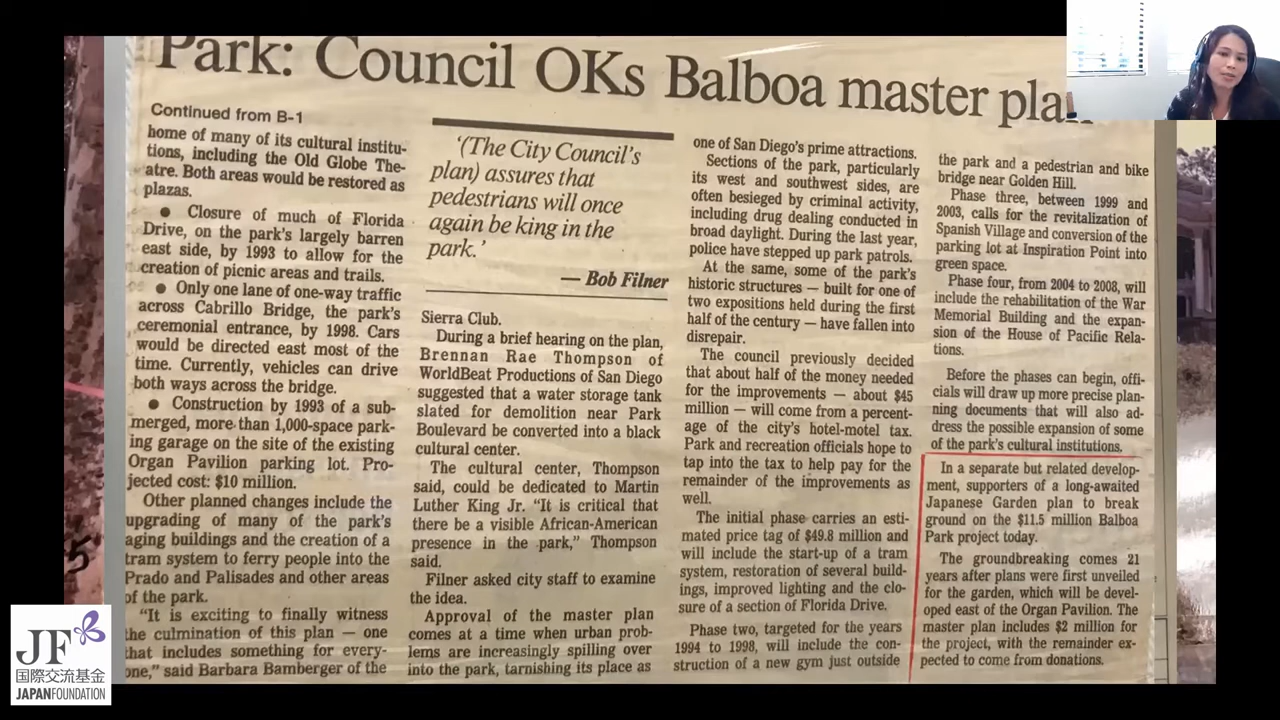 Park: Council OKs Balboa master plan
Continued from B-1
home of many of its cultural institu-
tions, including the Old Globe The-
atre. Both areas would be restored as
plazas.
● Closure of much of Florida
Drive, on the park's largely barren
east side, by 1993 to allow for the
creation of picnic areas and trails.
● Only one lane of one-way traffic
across Cabrillo Bridge, the park's
ceremonial entrance, by 1998. Cars
would be directed east most of the
time. Currently, vehicles can drive
both ways across the bridge.
● Construction by 1993 of a sub-
merged, more than 1,000-space park-
ing garage on the site of the existing
Organ Pavilion parking lot. Pro-
jected cost: $10 million.
Other planned changes include the
upgrading of many of the park's
aging buildings and the creation of a
tram system to ferry people into the
Prado and Palisades and other areas
of the park.
"It is exciting to finally witness
the culmination of this plan — one
that includes something for every-
one," said Barbara Bamberger of the
'(The City Council's
plan) assures that
pedestrians will once
again be king in the
park.'
— Bob Filner
Sierra Club.
During a brief hearing on the plan,
Brennan Rae Thompson of
WorldBeat Productions of San Diego
suggested that a water storage tank
slated for demolition near Park
Boulevard be converted into a black
cultural center.
The cultural center, Thompson
said, could be dedicated to Martin
Luther King Jr. "It is critical that
there be a visible African-American
presence in the park," Thompson
said.
Filner asked city staff to examine
the idea.
Approval of the master plan
comes at a time when urban prob-
lems are increasingly spilling over
into the park, tarnishing its place as
one of San Diego's prime attractions.
Sections of the park, particularly
its west and southwest sides, are
often besieged by criminal activity,
including drug dealing conducted in
broad daylight. During the last year,
police have stepped up park patrols.
At the same, some of the park's
historic structures — built for one of
two expositions held during the first
half of the century — have fallen into
disrepair.
The council previously decided
that about half of the money needed
for the improvements — about $45
million — will come from a percent-
age of the city's hotel-motel tax.
Park and recreation officials hope to
tap into the tax to help pay for the
remainder of the improvements as
well.
The initial phase carries an esti-
mated price tag of $49.8 million and
will include the start-up of a tram
system, restoration of several build-
ings, improved lighting and the clo-
sure of a section of Florida Drive.
Phase two, targeted for the years
1994 to 1998, will include the con-
struction of a new gym just outside
the park and a pedestrian and bike
bridge near Golden Hill.
Phase three, between 1999 and
2003, calls for the revitalization of
Spanish Village and conversion of the
parking lot at Inspiration Point into
green space.
Phase four, from 2004 to 2008, will
include the rehabilitation of the War
Memorial Building and the expan-
sion of the House of Pacific Rela-
tions.
Before the phases can begin, offi-
cials will draw up more precise plan-
ning documents that will also ad-
dress the possible expansion of some
of the park's cultural institutions.
In a separate but related develop-
ment, supporters of a long-awaited
Japanese Garden plan to break
ground on the $11.5 million Balboa
Park project today.
The groundbreaking comes 21
years after plans were first unveiled
for the garden, which will be devel-
oped east of the Organ Pavilion. The
master plan includes $2 million for
the project, with the remainder ex-
pected to come from donations.
JF
国際交流基金
JAPANFOUNDATION